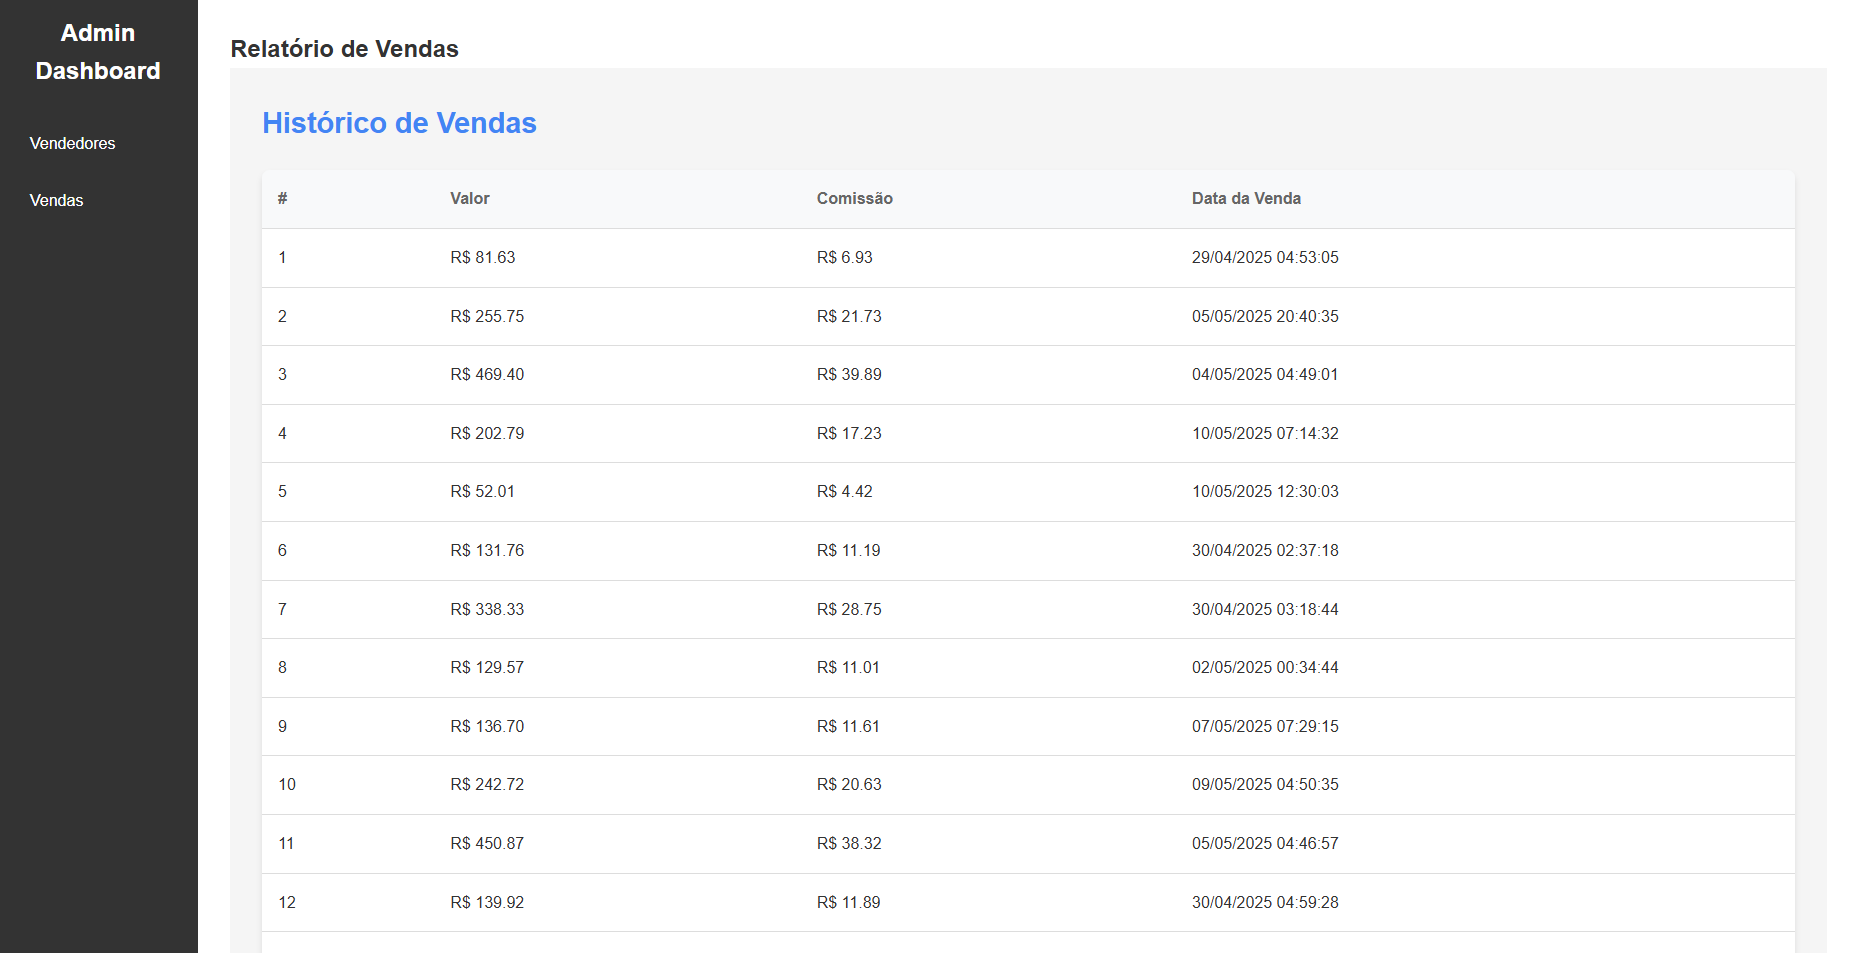 Admin
Dashboard
Vendedores
Vendas
Relatório de Vendas
Histórico de Vendas
# Valor Comissão Data da Venda
1 R$ 81.63 R$ 6.93 29/04/2025 04:53:05
2 R$ 255.75 R$ 21.73 05/05/2025 20:40:35
3 R$ 469.40 R$ 39.89 04/05/2025 04:49:01
4 R$ 202.79 R$ 17.23 10/05/2025 07:14:32
5 R$ 52.01 R$ 4.42 10/05/2025 12:30:03
6 R$ 131.76 R$ 11.19 30/04/2025 02:37:18
7 R$ 338.33 R$ 28.75 30/04/2025 03:18:44
8 R$ 129.57 R$ 11.01 02/05/2025 00:34:44
9 R$ 136.70 R$ 11.61 07/05/2025 07:29:15
10 R$ 242.72 R$ 20.63 09/05/2025 04:50:35
11 R$ 450.87 R$ 38.32 05/05/2025 04:46:57
12 R$ 139.92 R$ 11.89 30/04/2025 04:59:28